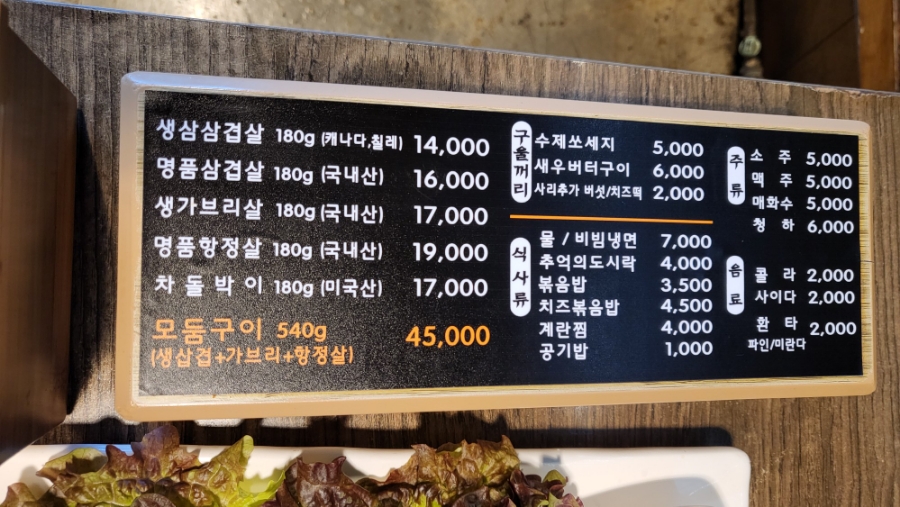 생삼삼겹살 180g (캐나다,칠레) 14,000
명품삼겹살 180g (국내산) 16,000
생가브리살 180g (국내산) 17,000
명품항정살 180g (국내산) 19,000
차돌박이 180g (미국산) 17,000
모둠구이 540g 45,000
(생삼겹+가브리+항정살)
구울꺼리
수제쏘세지 5,000
새우버터구이 6,000
사리추가 버섯/치즈떡 2,000
식사류
물 / 비빔냉면 7,000
추억의도시락 4,000
볶음밥 3,500
치즈볶음밥 4,500
계란찜 4,000
공기밥 1,000
주류
소 주 5,000
맥 주 5,000
매화수 5,000
청 하 6,000
음료
콜 라 2,000
사이다 2,000
환 타 2,000
파인/미란다